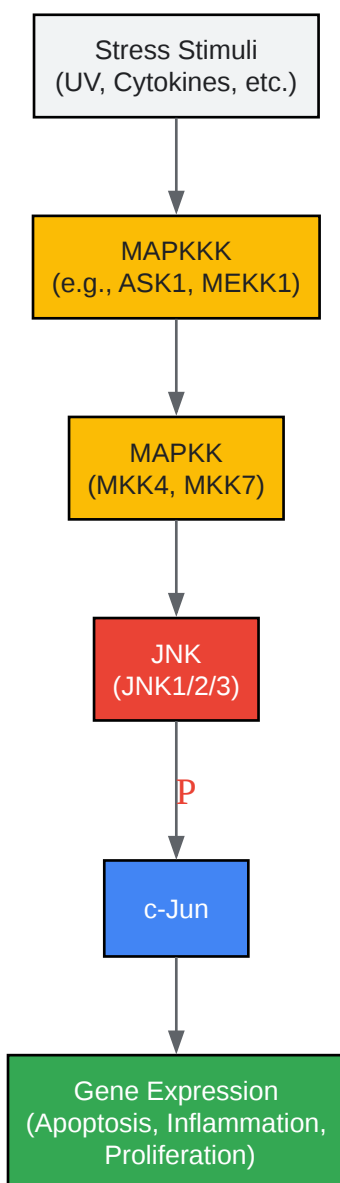 Stress Stimuli
(UV, Cytokines, etc.)
MAPKKK
(e.g., ASK1, MEKK1)
MAPKK
(MKK4, MKK7)
JNK
(JNK1/2/3)
P
c-Jun
Gene Expression
(Apoptosis, Inflammation,
Proliferation)